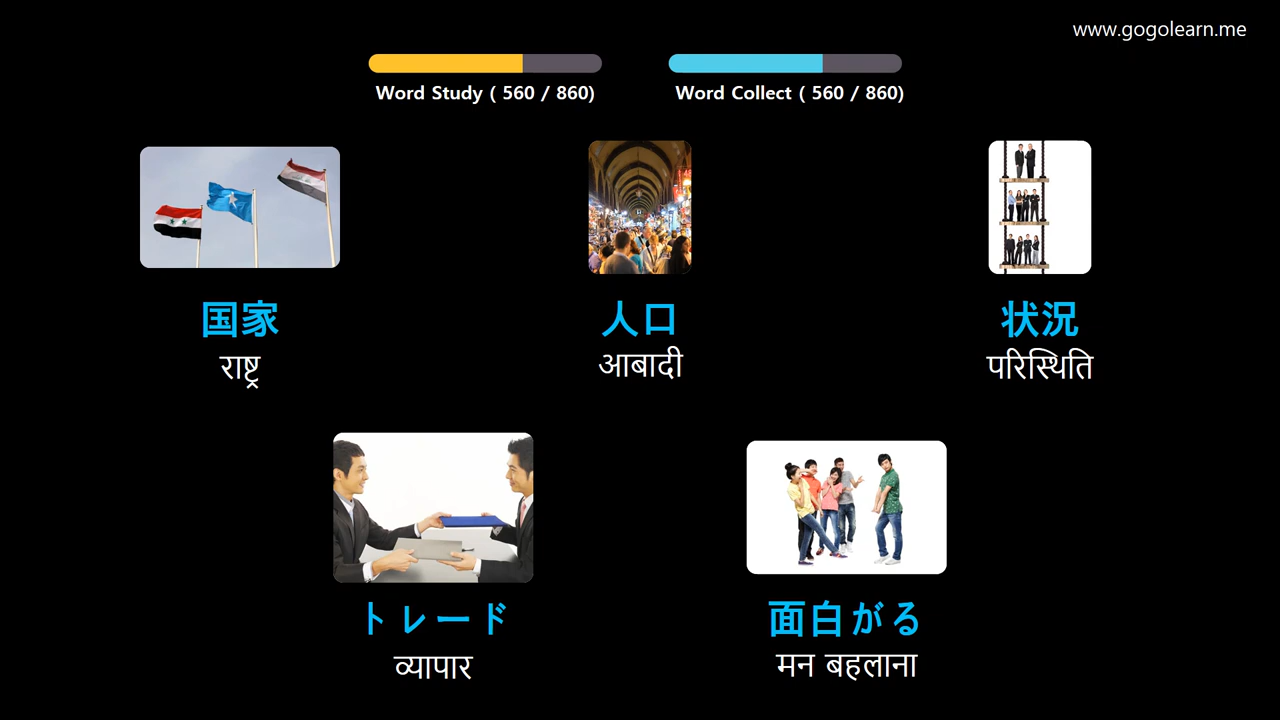 www.gogolearn.me
Word Study ( 560 / 860)
Word Collect ( 560 / 860)
国家
राष्ट्र
人口
आबादी
状況
परिस्थिति
トレード
व्यापार
面白がる
मन बहलाना